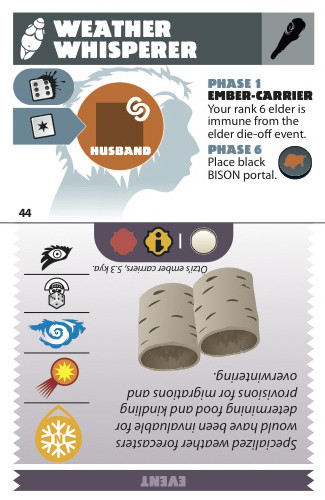 WEATHER
WHISPERER
PHASE 1
EMBER-CARRIER
Your rank 6 elder is
immune from the
elder die-off event.
PHASE 6
Place black
BISON portal.
HUSBAND
44
EVENT
Specialized weather forecasters
would have been invaluable for
determining food and kindling
provisions for migrations and
overwintering.
Otzi's ember carriers, 5.3 kya.